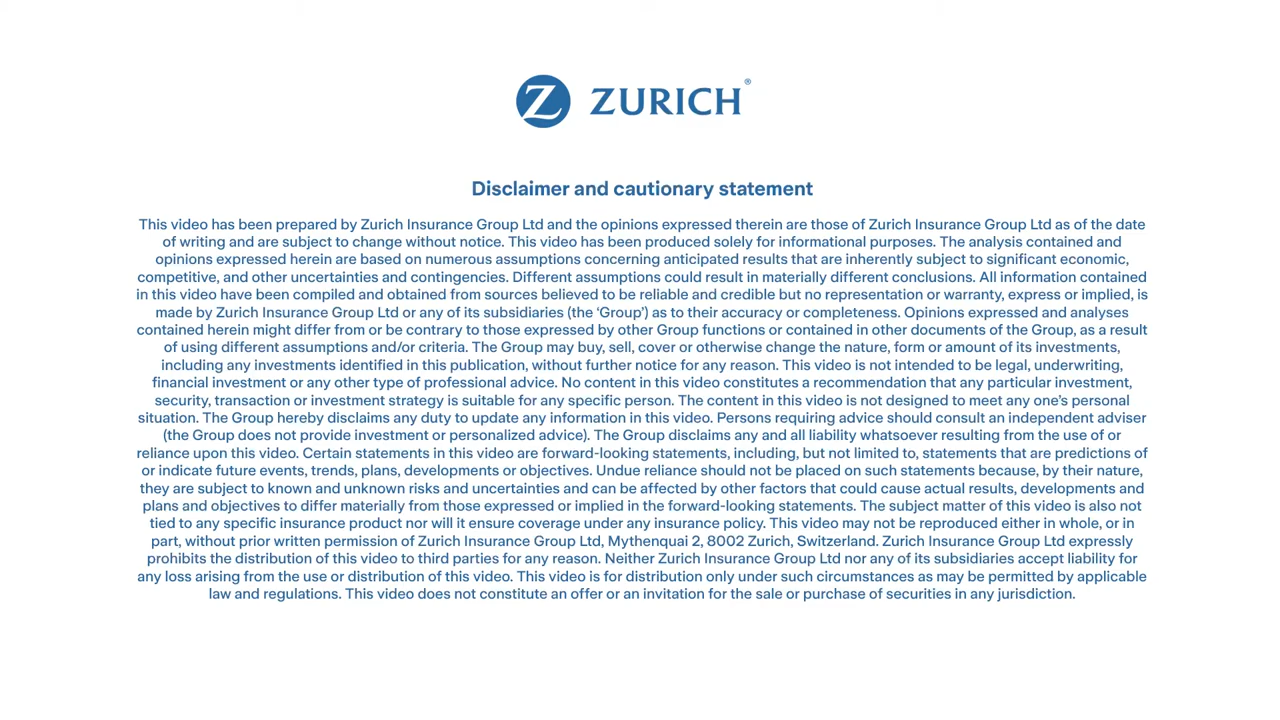 Z ZURICH®
Disclaimer and cautionary statement
This video has been prepared by Zurich Insurance Group Ltd and the opinions expressed therein are those of Zurich Insurance Group Ltd as of the date
of writing and are subject to change without notice. This video has been produced solely for informational purposes. The analysis contained and
opinions expressed herein are based on numerous assumptions concerning anticipated results that are inherently subject to significant economic,
competitive, and other uncertainties and contingencies. Different assumptions could result in materially different conclusions. All information contained
in this video have been compiled and obtained from sources believed to be reliable and credible but no representation or warranty, express or implied, is
made by Zurich Insurance Group Ltd or any of its subsidiaries (the ‘Group’) as to their accuracy or completeness. Opinions expressed and analyses
contained herein might differ from or be contrary to those expressed by other Group functions or contained in other documents of the Group, as a result
of using different assumptions and/or criteria. The Group may buy, sell, cover or otherwise change the nature, form or amount of its investments,
including any investments identified in this publication, without further notice for any reason. This video is not intended to be legal, underwriting,
financial investment or any other type of professional advice. No content in this video constitutes a recommendation that any particular investment,
security, transaction or investment strategy is suitable for any specific person. The content in this video is not designed to meet any one’s personal
situation. The Group hereby disclaims any duty to update any information in this video. Persons requiring advice should consult an independent adviser
(the Group does not provide investment or personalized advice). The Group disclaims any and all liability whatsoever resulting from the use of or
reliance upon this video. Certain statements in this video are forward-looking statements, including, but not limited to, statements that are predictions of
or indicate future events, trends, plans, developments or objectives. Undue reliance should not be placed on such statements because, by their nature,
they are subject to known and unknown risks and uncertainties and can be affected by other factors that could cause actual results, developments and
plans and objectives to differ materially from those expressed or implied in the forward-looking statements. The subject matter of this video is also not
tied to any specific insurance product nor will it ensure coverage under any insurance policy. This video may not be reproduced either in whole, or in
part, without prior written permission of Zurich Insurance Group Ltd, Mythenquai 2, 8002 Zurich, Switzerland. Zurich Insurance Group Ltd expressly
prohibits the distribution of this video to third parties for any reason. Neither Zurich Insurance Group Ltd nor any of its subsidiaries accept liability for
any loss arising from the use or distribution of this video. This video is for distribution only under such circumstances as may be permitted by applicable
law and regulations. This video does not constitute an offer or an invitation for the sale or purchase of securities in any jurisdiction.